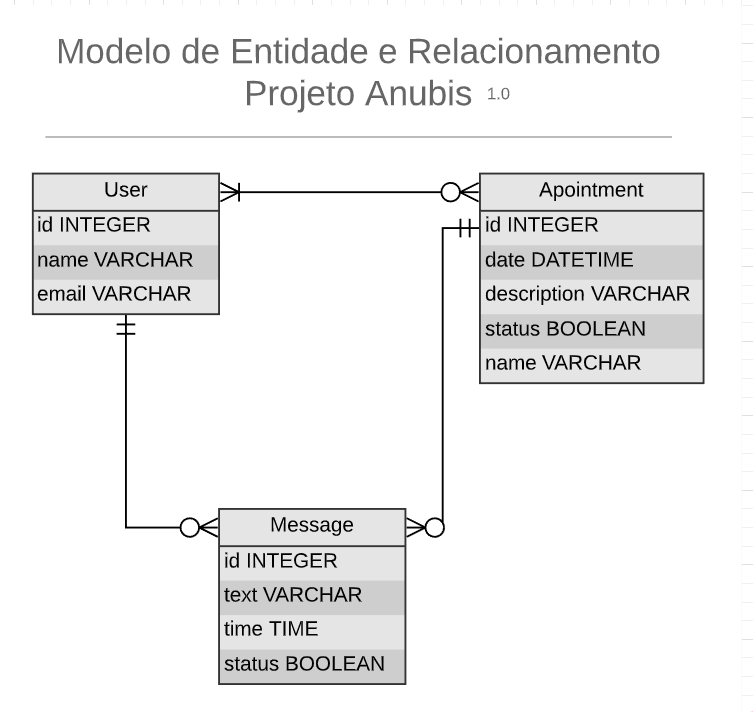 Modelo de Entidade e Relacionamento
Projeto Anubis 1.0
User
id INTEGER
name VARCHAR
email VARCHAR
Apointment
id INTEGER
date DATETIME
description VARCHAR
status BOOLEAN
name VARCHAR
Message
id INTEGER
text VARCHAR
time TIME
status BOOLEAN